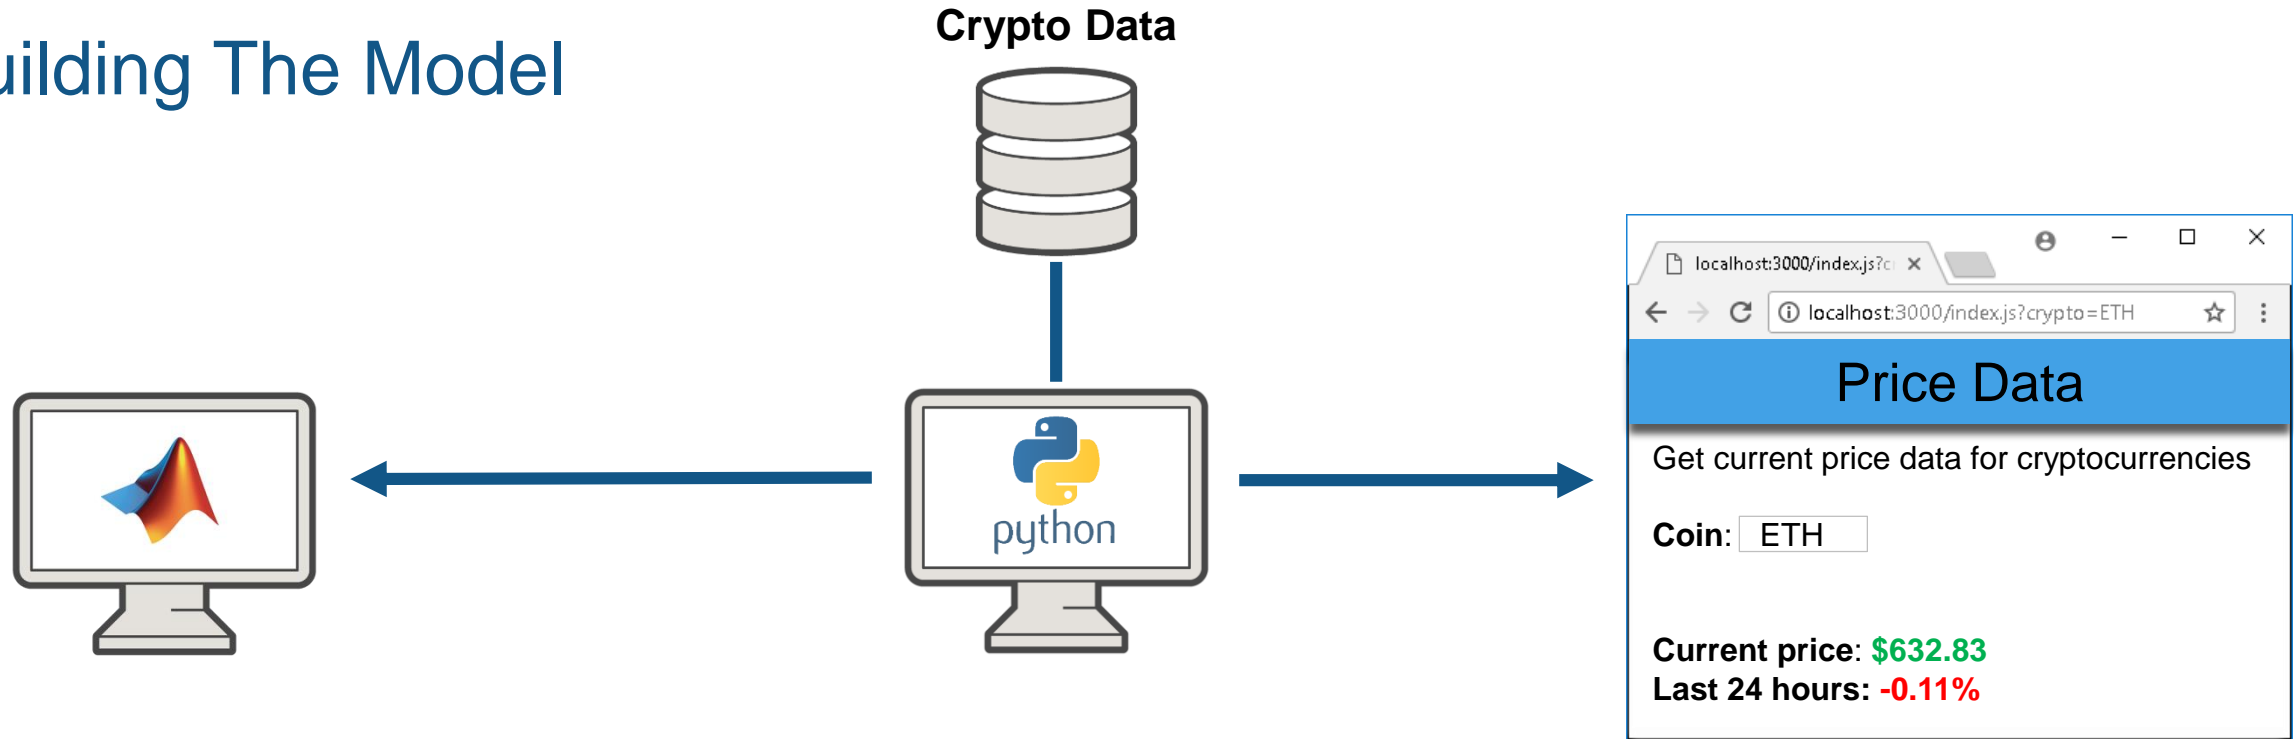 Crypto Data
uilding The Model
localhost:3000/index.js?c
localhost:3000/index.js?crypto=ETH
Price Data
Get current price data for cryptocurrencies
python
Coin: ETH
Current price: $632.83
Last 24 hours: -0.11%